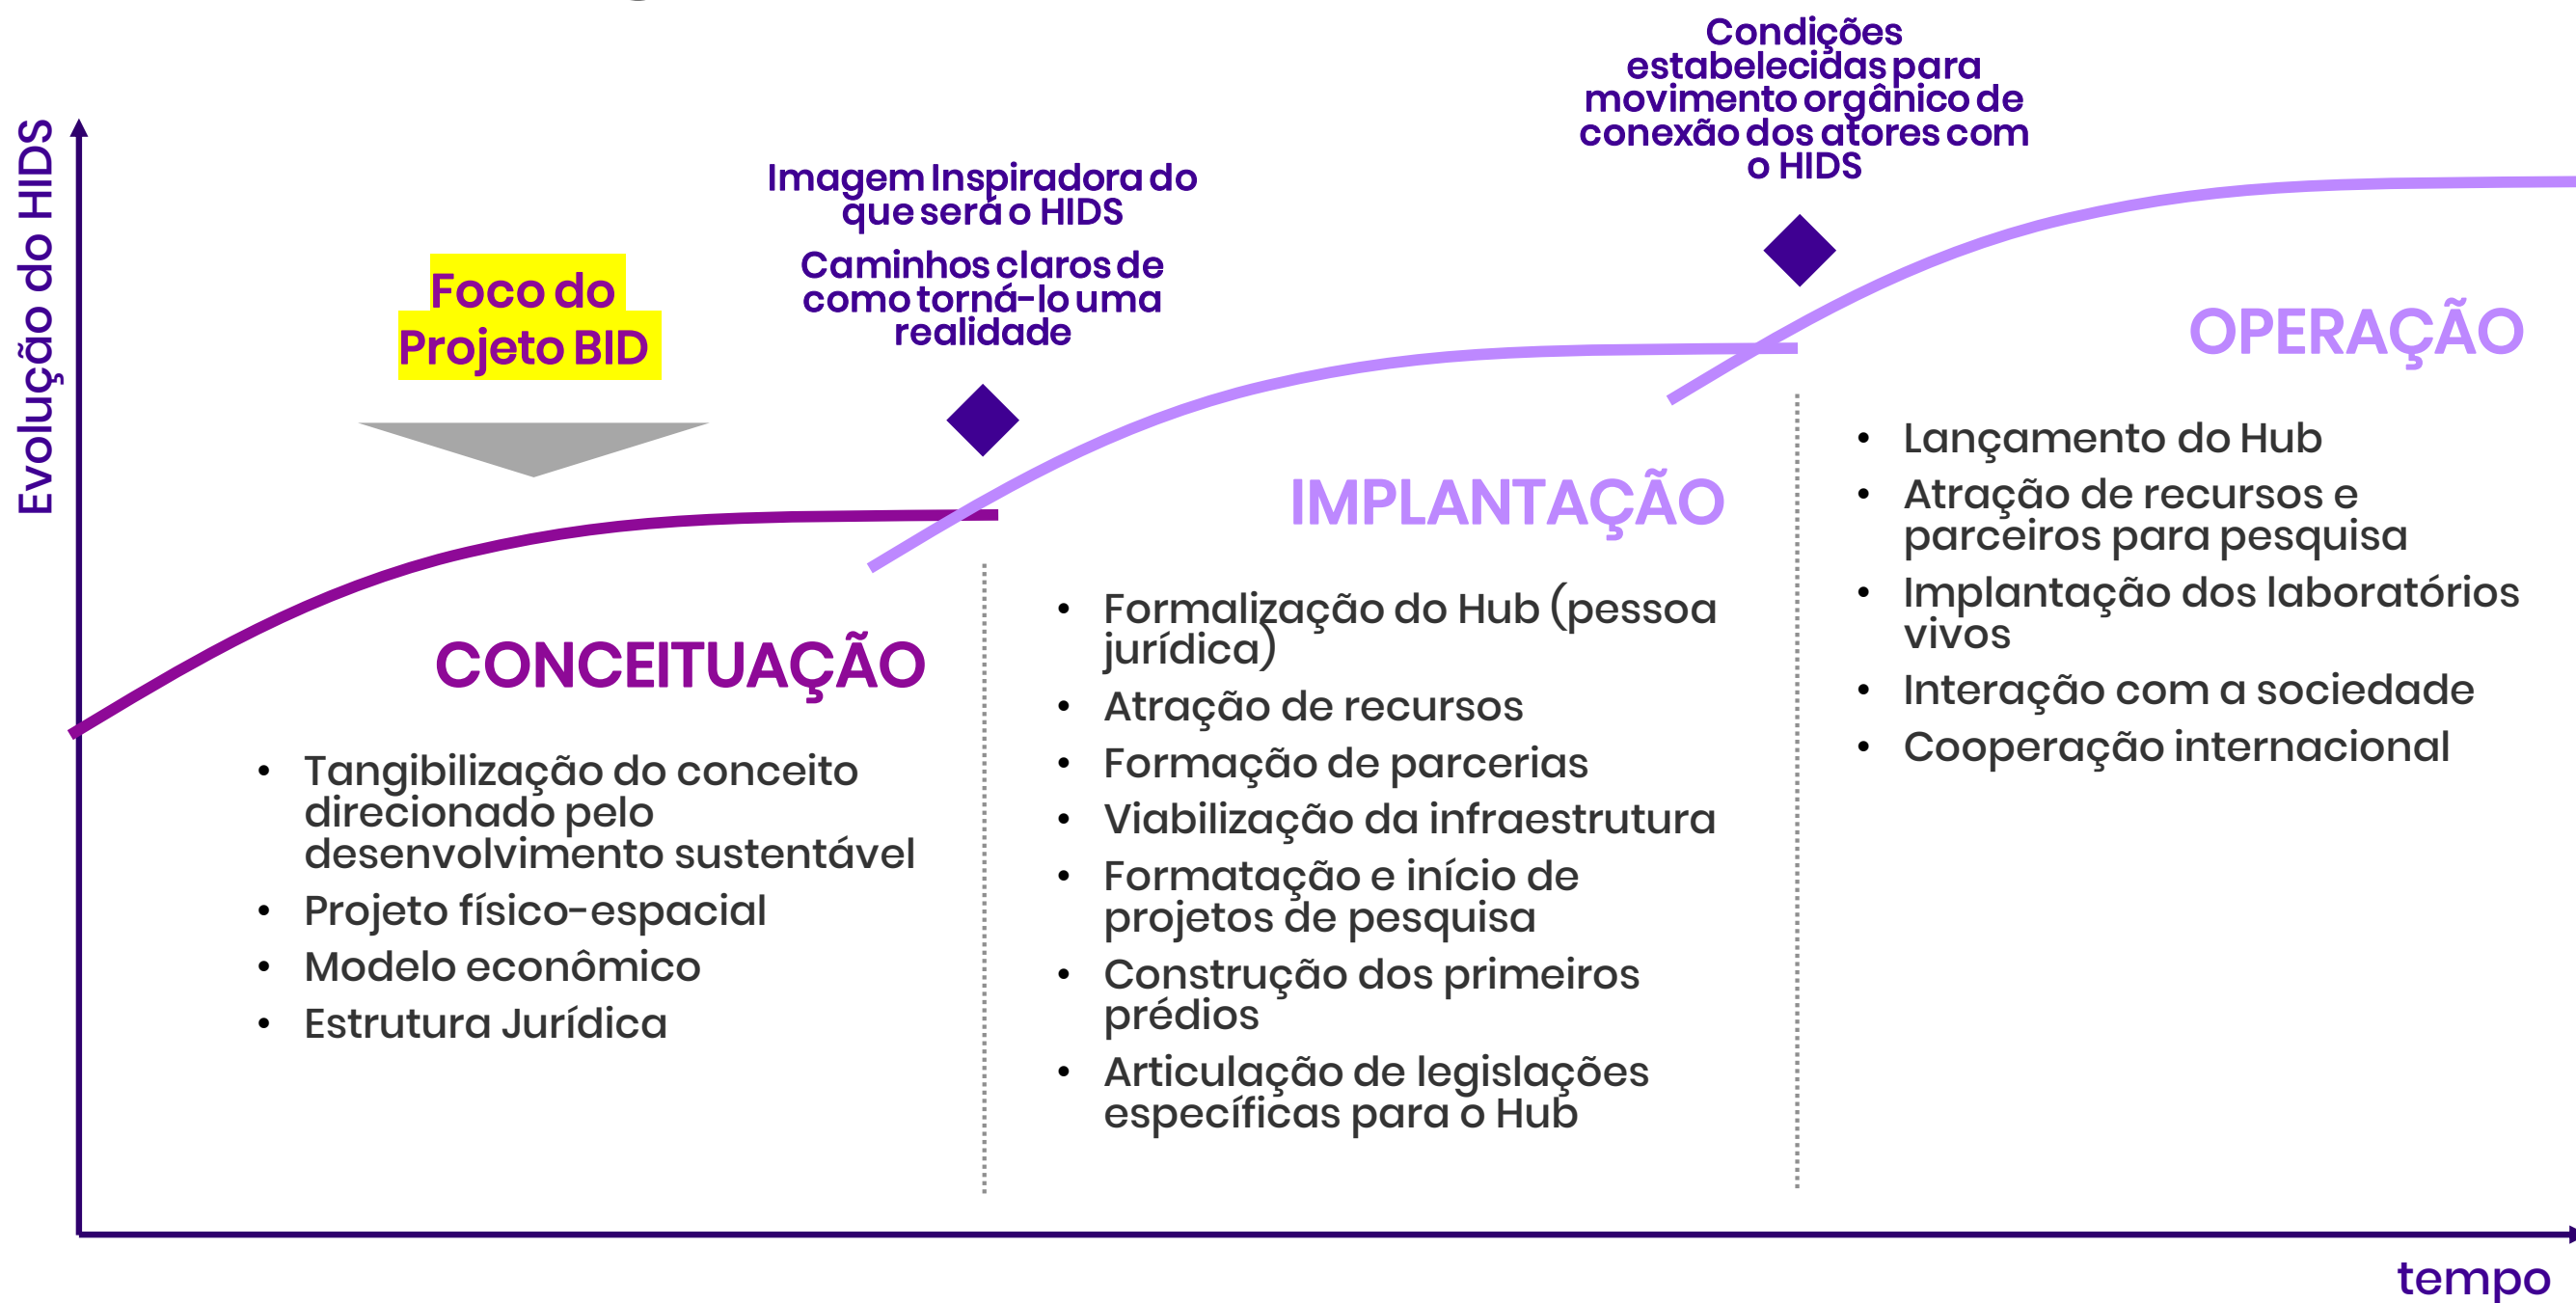 Evolução do HIDS
Foco do
Projeto BID
Imagem Inspiradora do
que será o HIDS
Caminhos claros de
como torná-lo uma
realidade
Condições
estabelecidas para
movimento orgânico de
conexão dos atores com
o HIDS
CONCEITUAÇÃO
• Tangibilização do conceito
direcionado pelo
desenvolvimento sustentável
• Projeto físico-espacial
• Modelo econômico
• Estrutura Jurídica
IMPLANTAÇÃO
• Formalização do Hub (pessoa
jurídica)
• Atração de recursos
• Formação de parcerias
• Viabilização da infraestrutura
• Formatação e início de
projetos de pesquisa
• Construção dos primeiros
prédios
• Articulação de legislações
específicas para o Hub
OPERAÇÃO
• Lançamento do Hub
• Atração de recursos e
parceiros para pesquisa
• Implantação dos laboratórios
vivos
• Interação com a sociedade
• Cooperação internacional
tempo